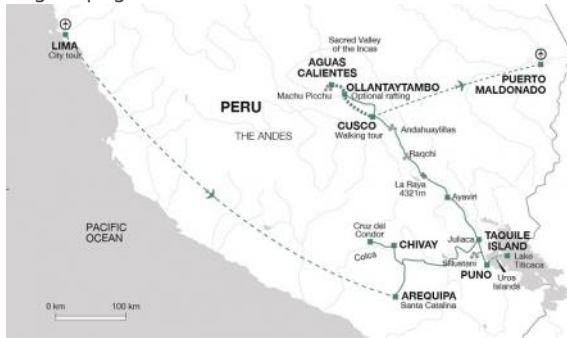 LIMA
City tour
Sacred Valley
of the Incas
AGUAS
CALIENTES
OLLANTAYTAMBO
Optional rafting
Machu Picchu
PUERTO
MALDONADO
PERU
CUSCO
Walking tour
Andahuaylillas
THE ANDES
Raqchi
La Raya
4321m
Ayaviri
PACIFIC
OCEAN
Cruz del
Condor
CHIVAY
Colca
Juliaca
TAQUILE
ISLAND
Lake
Titicaca
Sillustani
PUNO
Uros
Islands
AREQUIPA
Santa Catalina
0 km
100 km